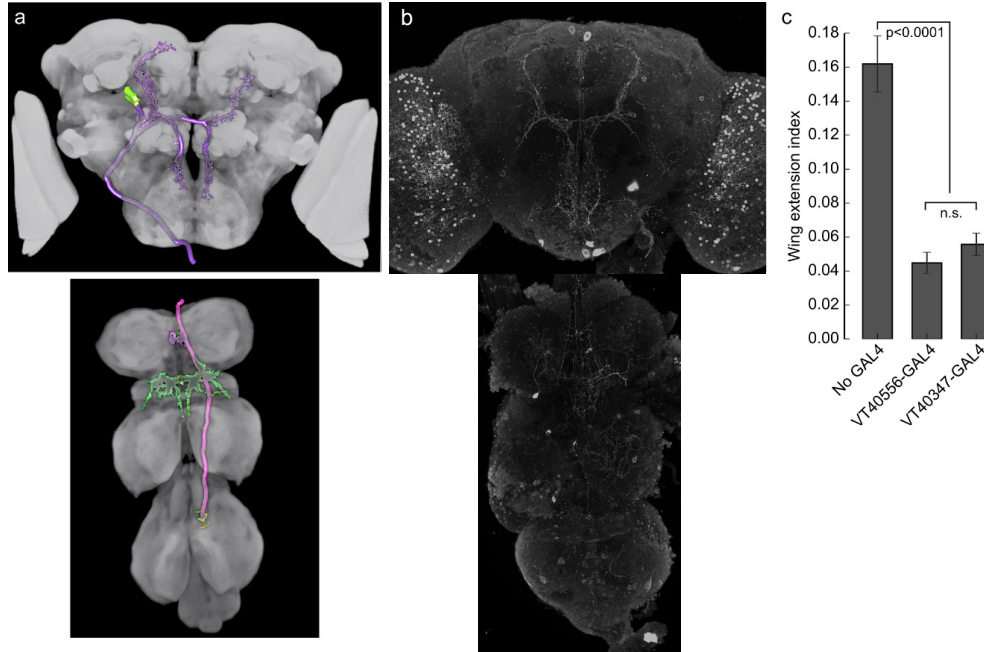 a
b
c
p<0.0001
n.s.
Wing extension index
0.18
0.16
0.14
0.12
0.10
0.08
0.06
0.04
0.02
0.00
No GAL4
VT40556-GAL4
VT40347-GAL4